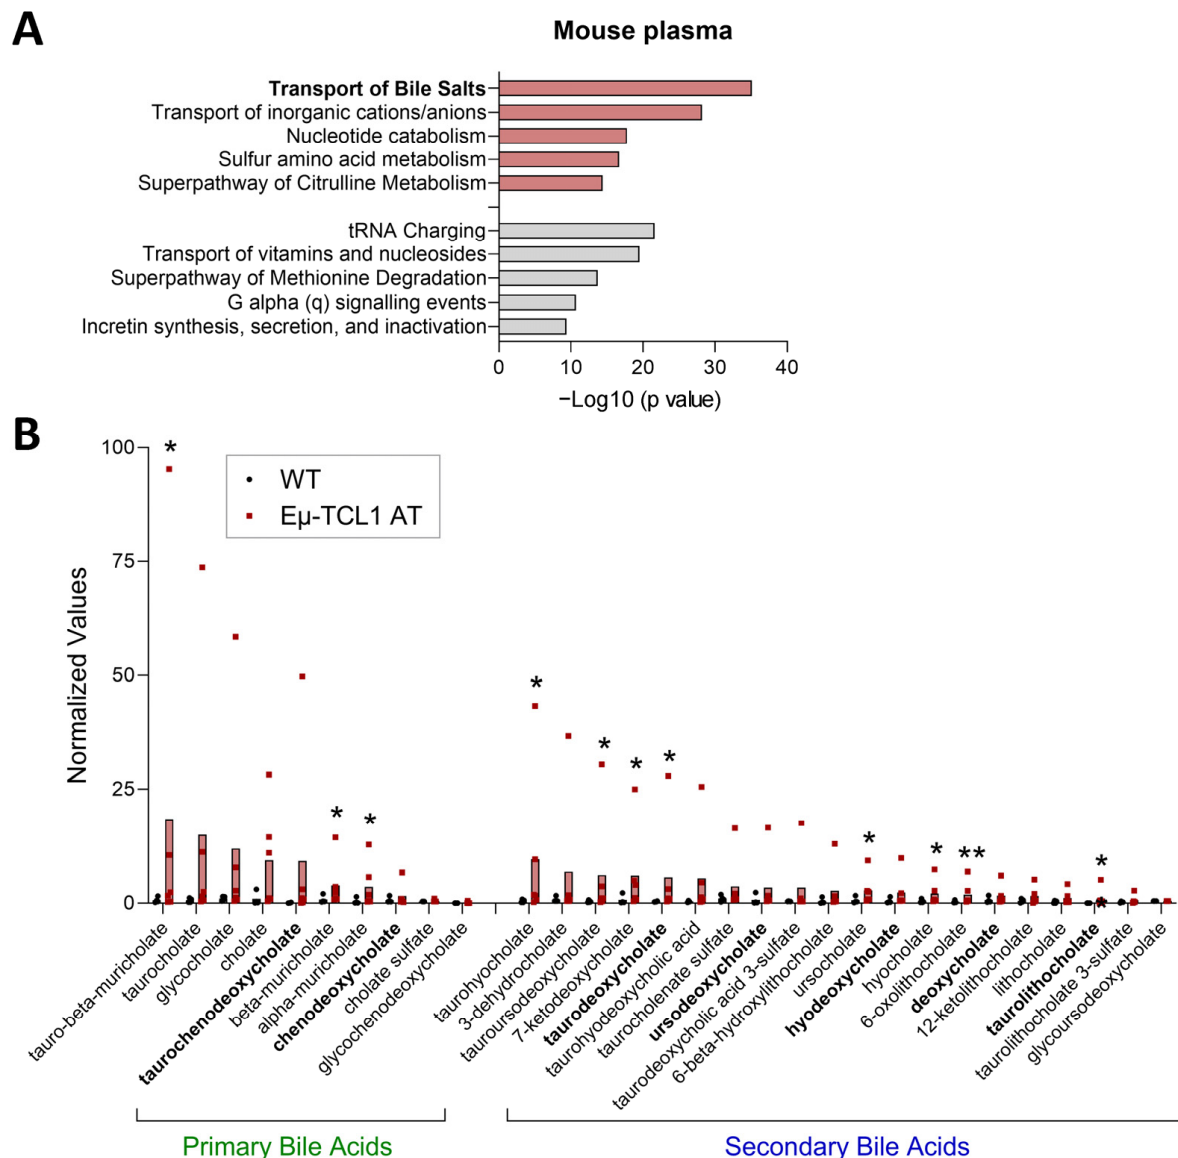 A
Mouse plasma
Transport of Bile Salts
Transport of inorganic cations/anions
Nucleotide catabolism
Sulfur amino acid metabolism
Superpathway of Citrulline Metabolism
tRNA Charging
Transport of vitamins and nucleosides
Superpathway of Methionine Degradation
G alpha (q) signalling events
Incretin synthesis, secretion, and inactivation
0 10 20 30 40
−Log10 (p value)
B
Normalized Values
100
75
50
25
0
WT
Eµ-TCL1 AT
* * * * * * * * * ** *
tauro-beta-muricholate
taurocholate
glycocholate
cholate
taurochenodeoxycholate
beta-muricholate
alpha-muricholate
chenodeoxycholate
cholate sulfate
glycochenodeoxycholate
taurohyocholate
3-dehydrocholate
tauroursodeoxycholate
7-ketodeoxycholate
taurodeoxycholate
taurohyodeoxycholic acid
taurocholenate sulfate
ursodeoxycholate
taurodeoxycholic acid 3-sulfate
6-beta-hydroxylithocholate
ursocholate
hyodeoxycholate
hyocholate
6-oxolithocholate
deoxycholate
12-ketolithocholate
lithocholate
taurolithocholate
taurolithocholate 3-sulfate
glycoursodeoxycholate
Primary Bile Acids
Secondary Bile Acids